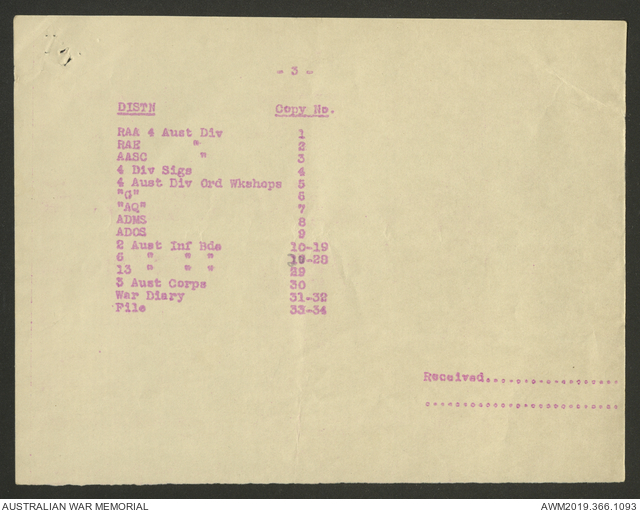 - 3 -
DISTN Copy No.
RAA 4 Aust Div 1
RAE " 2
AASC " 3
4 Div Sigs 4
4 Aust Div Ord Wkshops 5
"G" 6
"AQ" 7
ADMS 8
ADOS 9
2 Aust Inf Bde 10-19
6 " " " -28
13 " " " 29
3 Aust Corps 30
War Diary 31-32
File 33-34
Received....................
........................
AUSTRALIAN WAR MEMORIAL AWM2019.366.1093